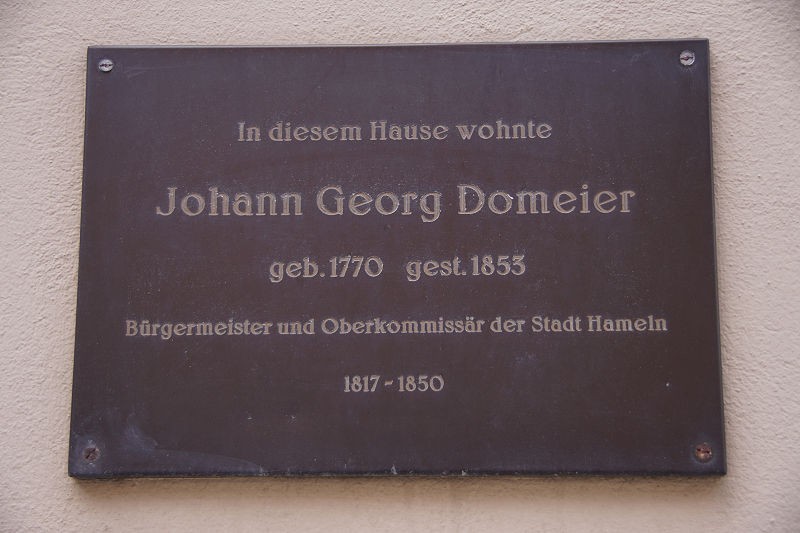 In diesem Hause wohnte
Johann Georg Domeier
geb. 1770 gest. 1853
Bürgermeister und Oberkommissär der Stadt Hameln
1817 - 1850